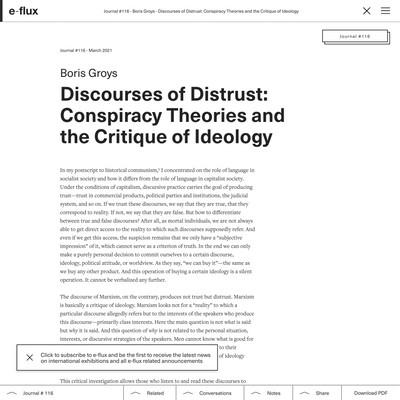 e-flux
Journal #116 - Boris Groys - Discourses of Distrust: Conspiracy Theories and the Critique of Ideology
Journal #116
Journal #116 - March 2021
Boris Groys
Discourses of Distrust:
Conspiracy Theories and
the Critique of Ideology
In my postscript to historical communism,¹ I concentrated on the role of language in
socialist society and how it differs from the role of language in capitalist society.
Under the conditions of capitalism, discursive practice carries the goal of producing
trust—trust in commercial products, political parties and institutions, the judicial
system, and so on. If we trust these discourses, we say that they are true, that they
correspond to reality. If not, we say that they are false. But how to differentiate
between true and false discourses? After all, as mortal individuals, we are not always
able to get direct access to the reality to which such discourses supposedly refer. And
even if we get this access, the suspicion remains that we only have a “subjective
impression” of it, which cannot serve as a criterion of truth. In the end we can only
make a purely personal decision to commit ourselves to a certain discourse,
ideology, political attitude, or worldview. As they say, “we can buy it”—the same as
we buy any other product. And this operation of buying a certain ideology is a silent
operation. It cannot be verbalized any further.
The discourse of Marxism, on the contrary, produces not trust but distrust. Marxism
is basically a critique of ideology. Marxism looks not for a “reality” to which a
particular discourse allegedly refers but to the interests of the speakers who produce
this discourse—primarily class interests. Here the main question is not what is said
but why it is said. And this question of why is not related to the personal situation,
interests, or discursive strategies of the speakers. Men cannot know what is good for
to their
of ideology
Click to subscribe to e-flux and be the first to receive the latest news
on international exhibitions and all e-flux related announcements
This critical investigation allows those who listen to and read these discourses to
Journal # 116
Related
Conversations
Notes
Share
Download PDF